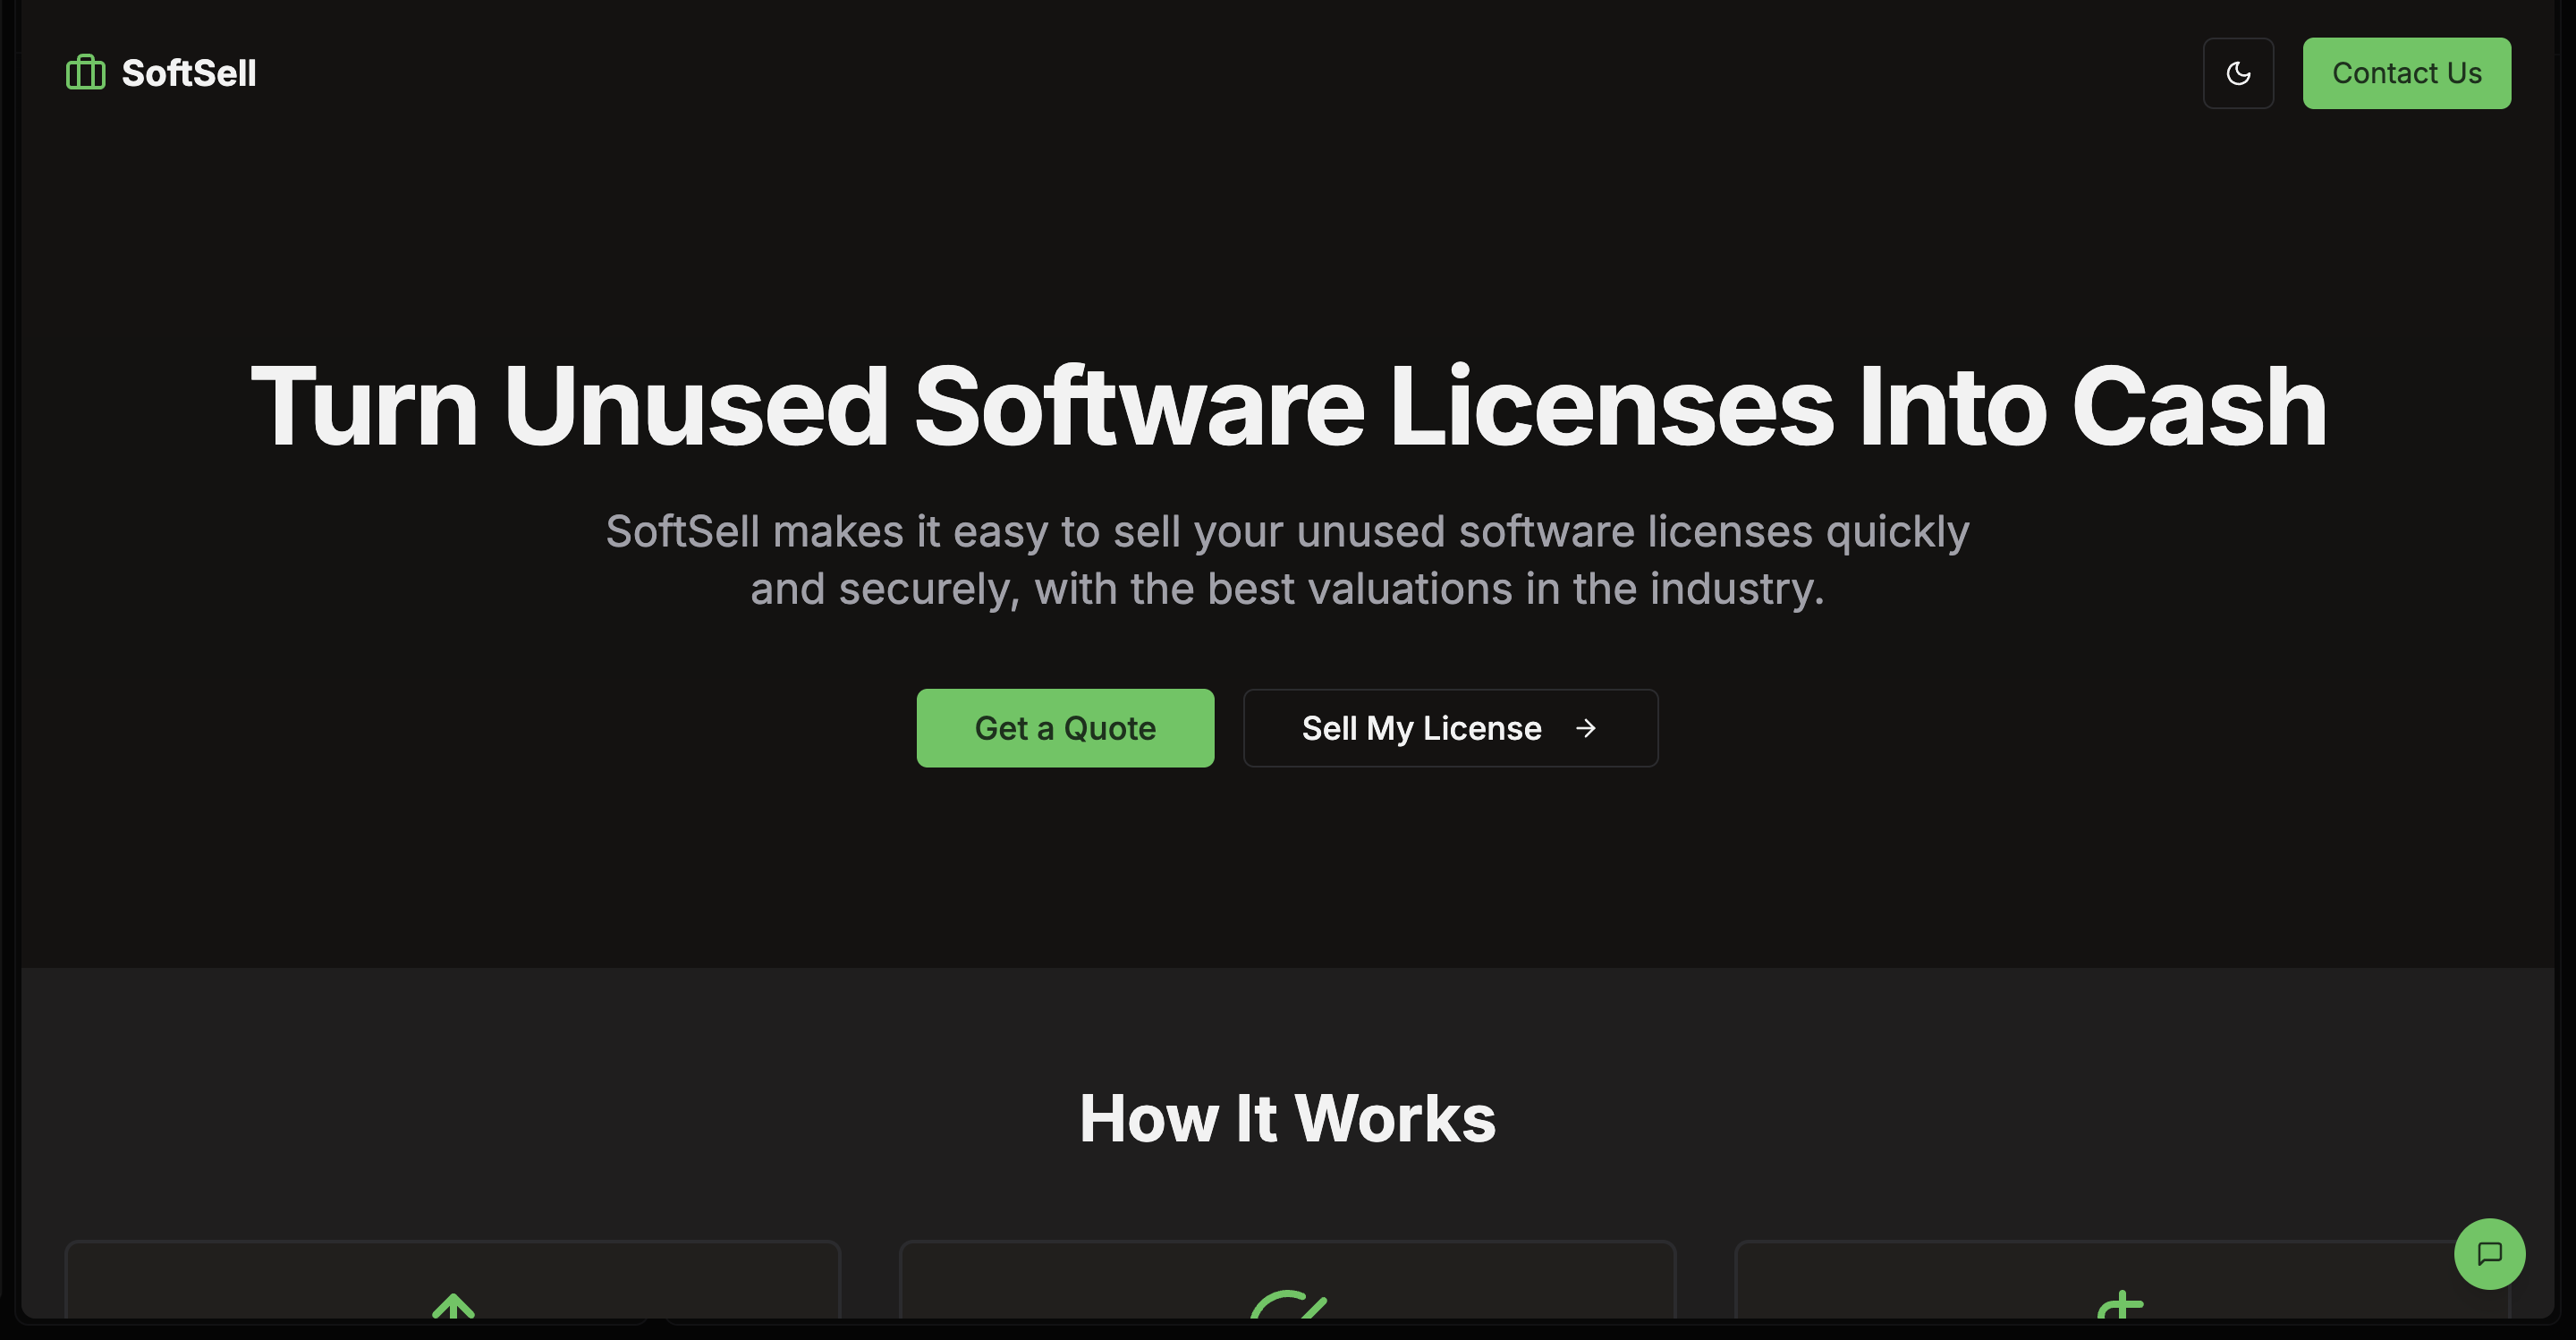 SoftSell
Contact Us
Turn Unused Software Licenses Into Cash
SoftSell makes it easy to sell your unused software licenses quickly
and securely, with the best valuations in the industry.
Get a Quote
Sell My License
How It Works